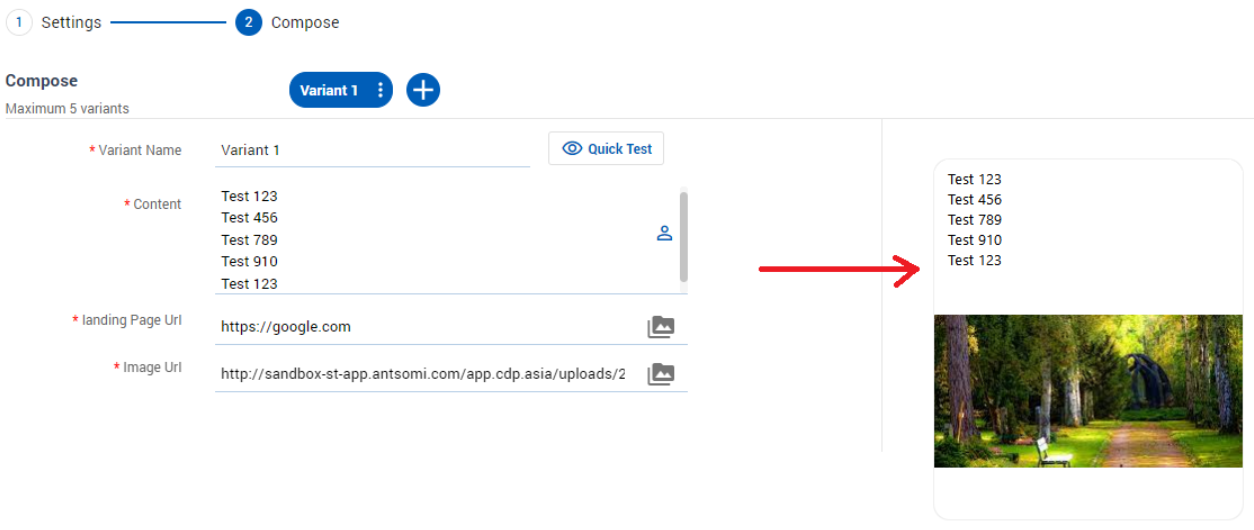 1 Settings 2 Compose
Compose
Maximum 5 variants
Variant 1
* Variant Name
Variant 1
Quick Test
* Content
Test 123
Test 456
Test 789
Test 910
Test 123
* landing Page Url
https://google.com
* Image Url
http://sandbox-st-app.antsomi.com/app.cdp.asia/uploads/2
Test 123
Test 456
Test 789
Test 910
Test 123